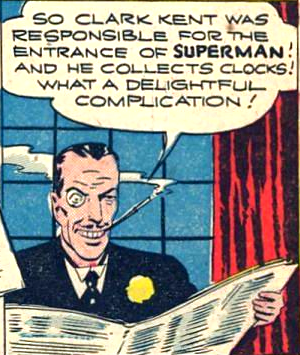 SO CLARK KENT WAS
RESPONSIBLE FOR THE
ENTRANCE OF SUPERMAN!
AND HE COLLECTS CLOCKS!
WHAT A DELIGHTFUL
COMPLICATION!